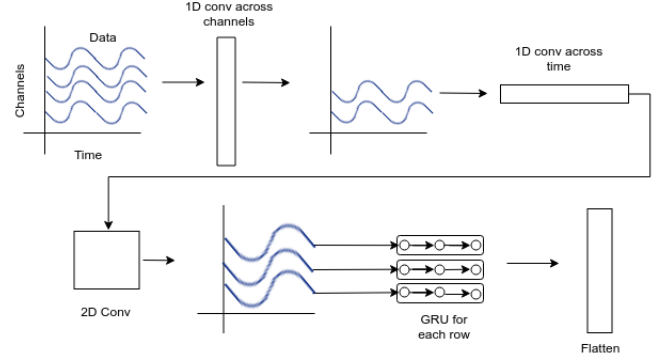 1D conv across
channels
Data
Channels
Time
1D conv across
time
2D Conv
GRU for
each row
Flatten